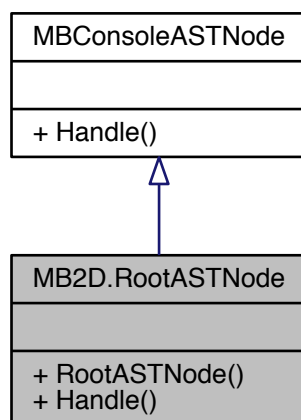 MBConsoleASTNode
+ Handle()
MB2D.RootASTNode
+ RootASTNode()
+ Handle()